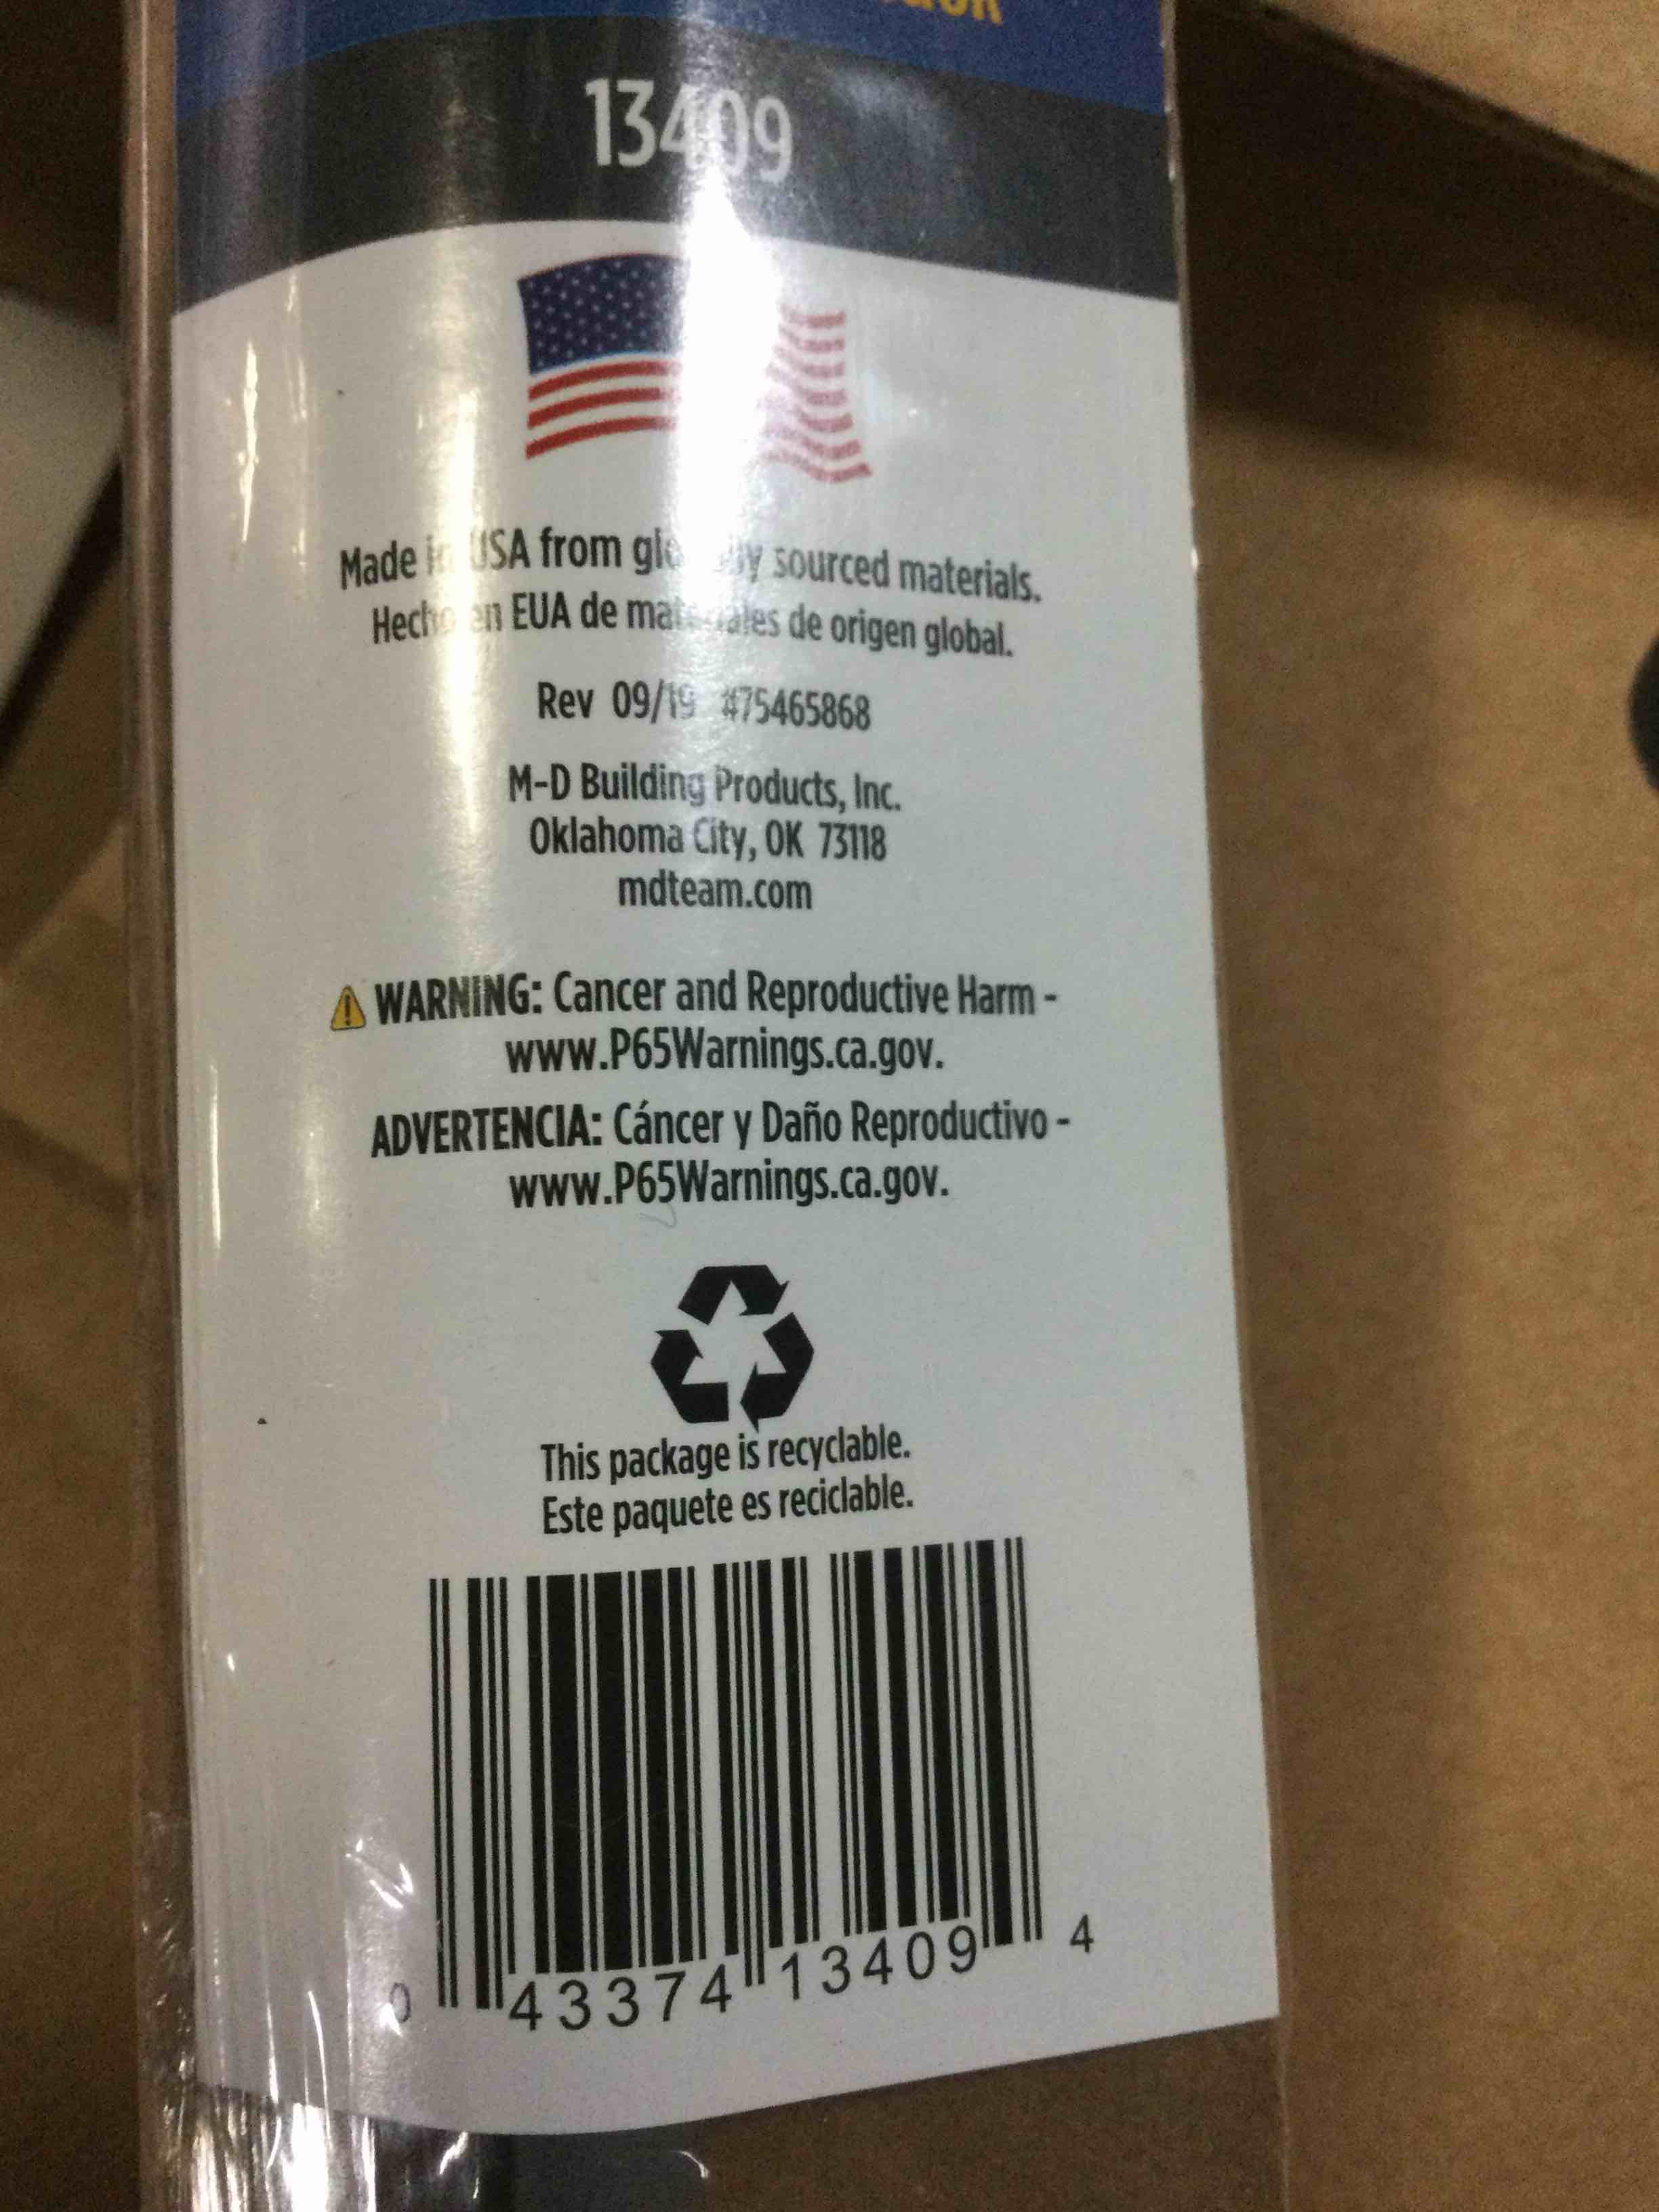 13409
Made in USA from globally sourced materials.
Hecho en EUA de materiales de origen global.
Rev 09/19 #75465868
M-D Building Products, Inc.
Oklahoma City, OK 73118
mdteam.com
⚠ WARNING: Cancer and Reproductive Harm -
www.P65Warnings.ca.gov.
ADVERTENCIA: Cáncer y Daño Reproductivo -
www.P65Warnings.ca.gov.
This package is recyclable.
Este paquete es reciclable.
0 43374 13409 4